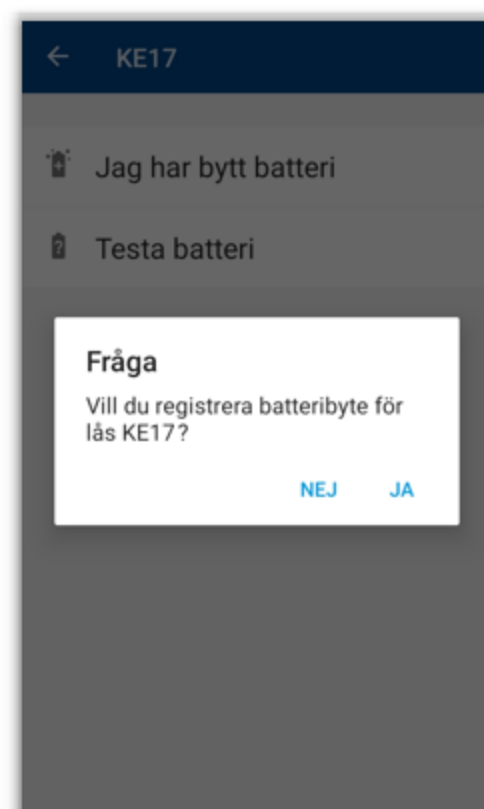 KE17
Jag har bytt batteri
Testa batteri
Fråga
Vill du registrera batteribyte för
lås KE17?
NEJ JA